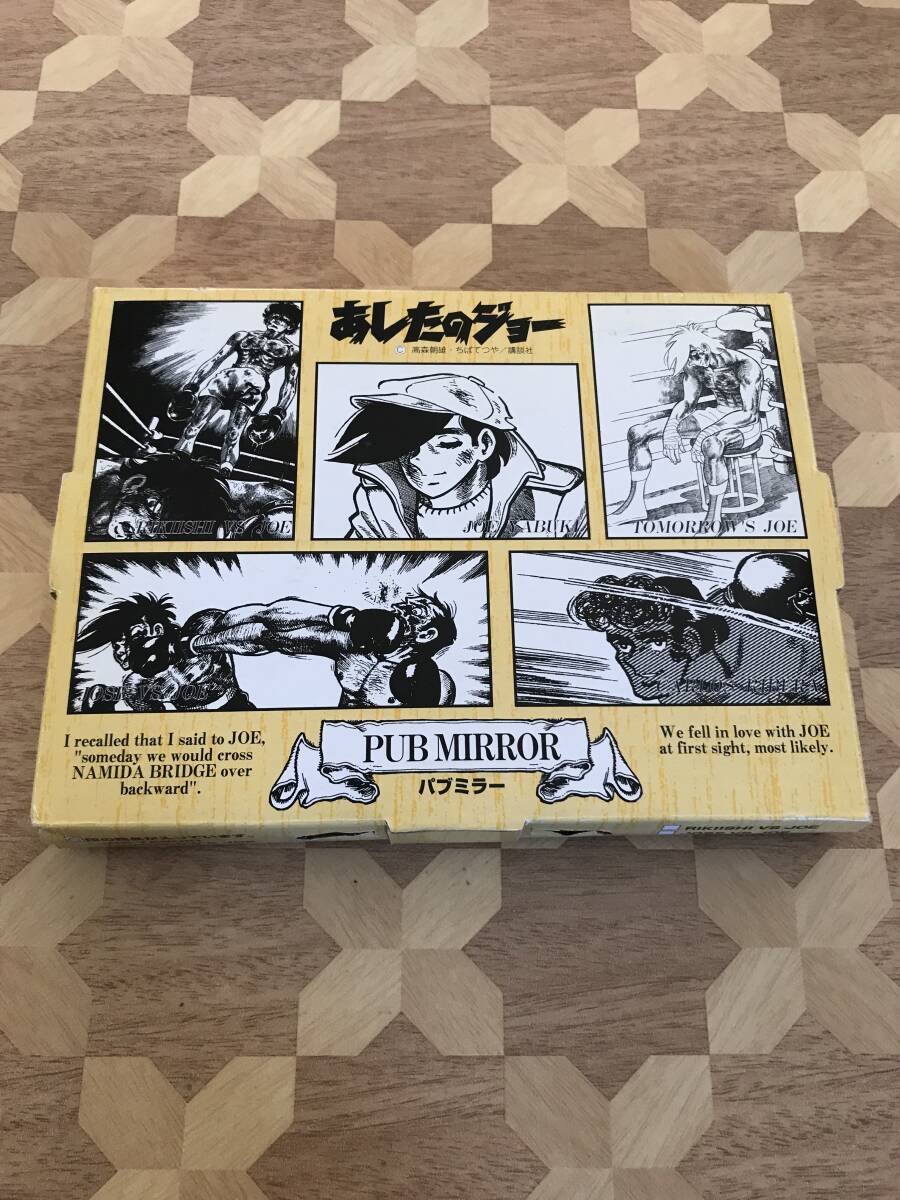 あしたのジョー
© 高森朝雄・ちばてつや/講談社
RIKIISHI VS JOE
JOE YABUKI
TOMORROW'S JOE
JOSE VS JOE
I recalled that I said to JOE,
"someday we would cross
NAMIDA BRIDGE over
backward".
PUB MIRROR
パブミラー
We fell in love with JOE
at first sight, most likely.
RIKIISHI VS JOE